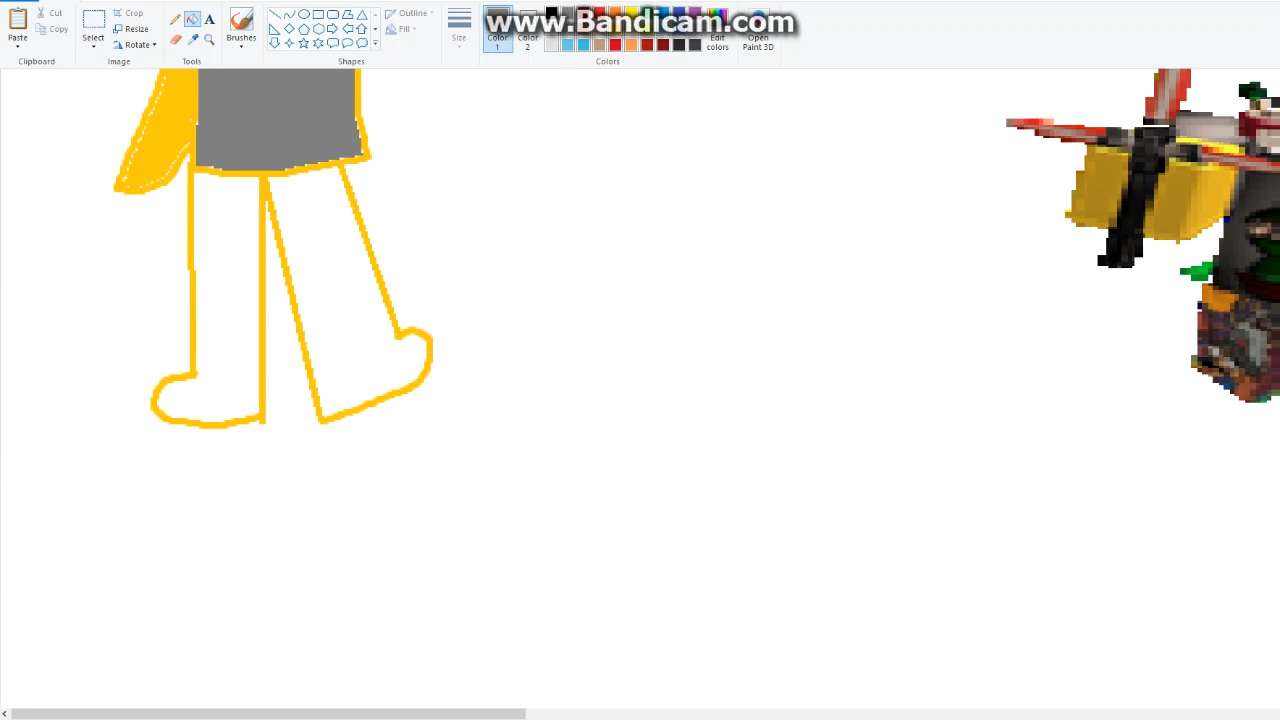 www.Bandicam.com
Paste
Cut
Copy
Clipboard
Select
Crop
Resize
Rotate
Image
A
Tools
Brushes
Outline
Fill
Shapes
Size
Color
1
Color
2
Edit
colors
Open
Paint 3D
Colors